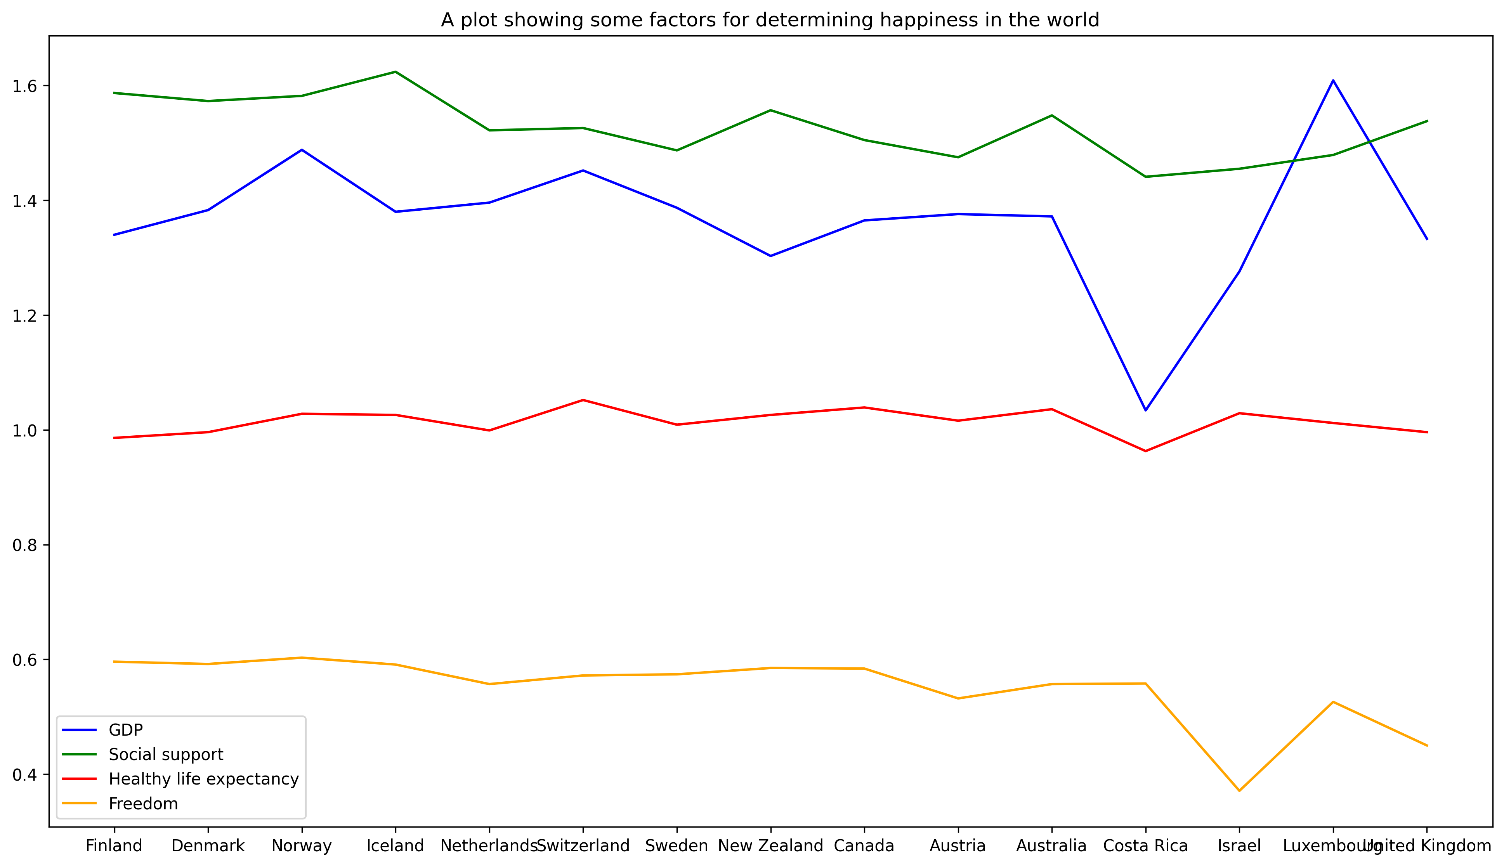 A plot showing some factors for determining happiness in the world
1.6
1.4
1.2
1.0
0.8
0.6
0.4
GDP
Social support
Healthy life expectancy
Freedom
Finland Denmark Norway Iceland Netherlands Switzerland Sweden New Zealand Canada Austria Australia Costa Rica Israel Luxembourg United Kingdom